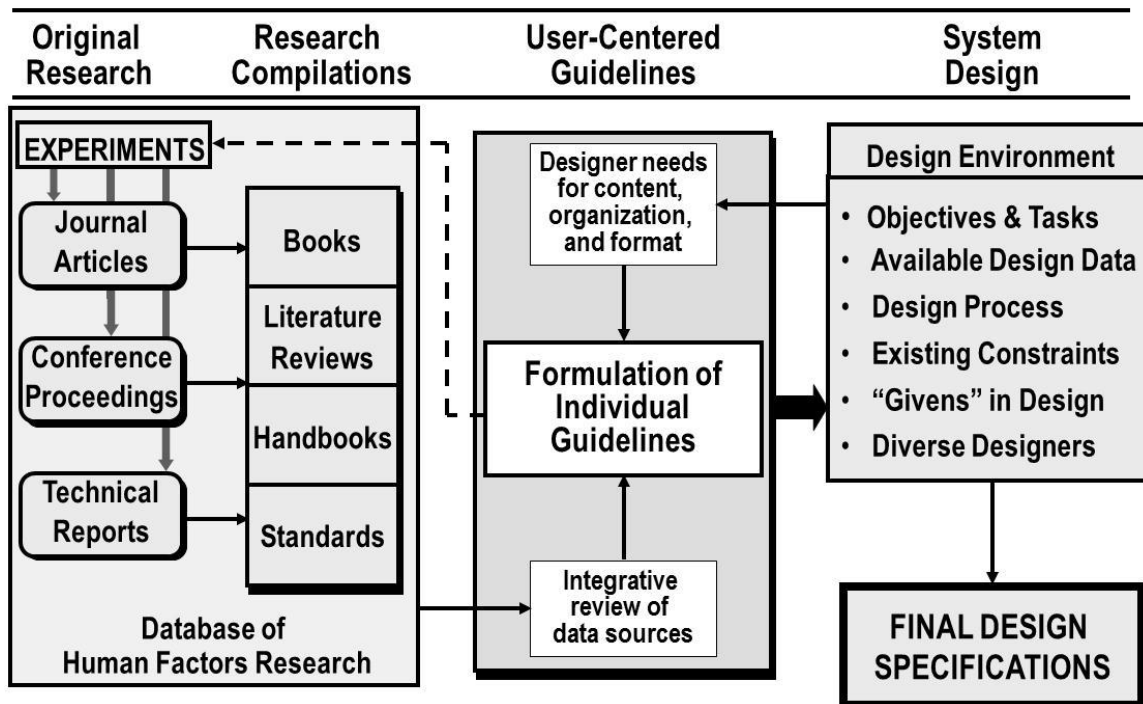 Original
Research
Research
Compilations
User-Centered
Guidelines
System
Design
EXPERIMENTS
Journal
Articles
Conference
Proceedings
Technical
Reports
Books
Literature
Reviews
Handbooks
Standards
Database of
Human Factors Research
Designer needs
for content,
organization,
and format
Formulation of
Individual
Guidelines
Integrative
review of
data sources
Design Environment
• Objectives & Tasks
• Available Design Data
• Design Process
• Existing Constraints
• “Givens” in Design
• Diverse Designers
FINAL DESIGN
SPECIFICATIONS